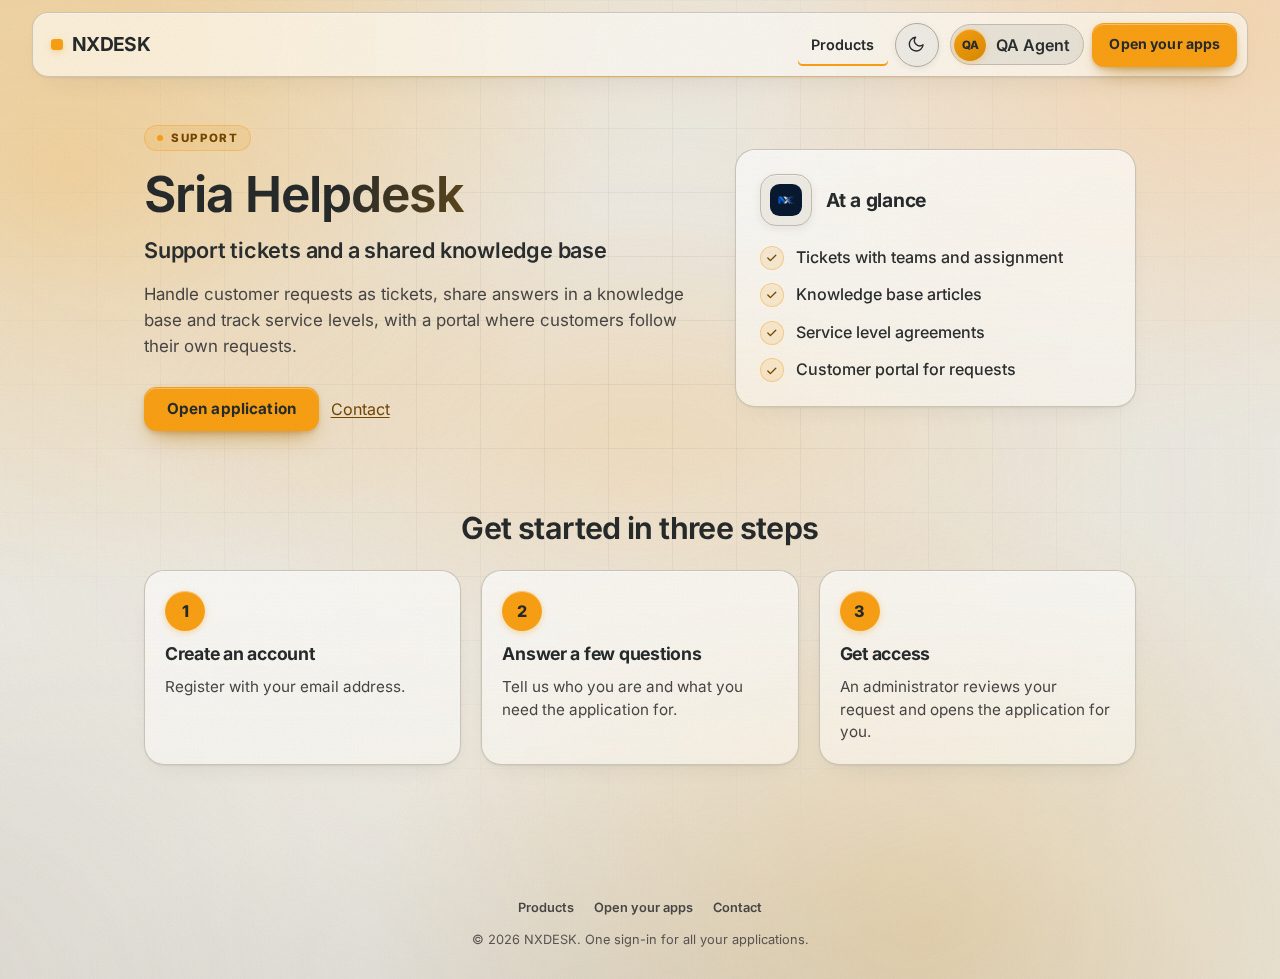 NXDESK
Products
QA
QA Agent
Open your apps
SUPPORT
Sria Helpdesk
Support tickets and a shared knowledge base
Handle customer requests as tickets, share answers in a knowledge
base and track service levels, with a portal where customers follow
their own requests.
Open application
Contact
NX
At a glance
Tickets with teams and assignment
Knowledge base articles
Service level agreements
Customer portal for requests
Get started in three steps
1
Create an account
Register with your email address.
2
Answer a few questions
Tell us who you are and what you
need the application for.
3
Get access
An administrator reviews your
request and opens the application for
you.
Products
Open your apps
Contact
© 2026 NXDESK. One sign-in for all your applications.